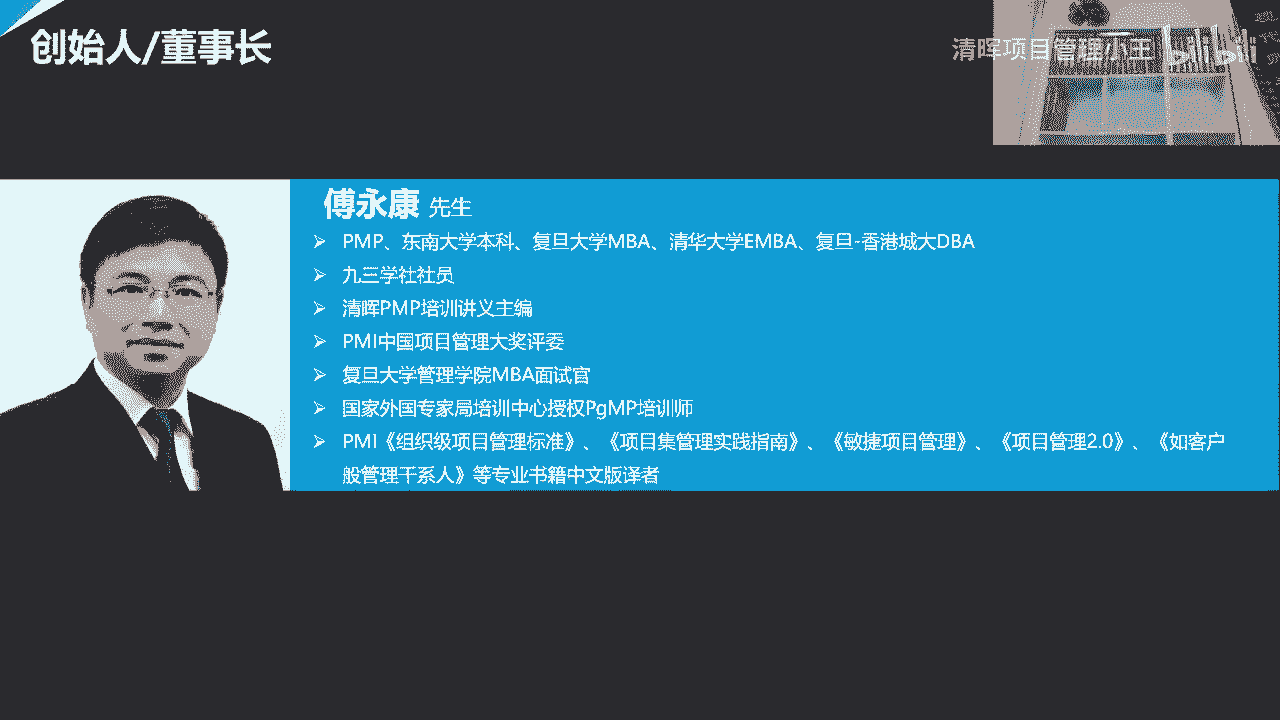 创始人/董事长
清晖项目管理小王 bilibili
傅永康 先生
➢ PMP、东南大学本科、复旦大学MBA、清华大学EMBA、复旦-香港城大DBA
➢ 九三学社社员
➢ 清晖PMP培训讲义主编
➢ PMI中国项目管理大奖评委
➢ 复旦大学管理学院MBA面试官
➢ 国家外国专家局培训中心授权PgMP培训师
➢ PMI《组织级项目管理标准》、《项目集管理实践指南》、《敏捷项目管理》、《项目管理2.0》、《如客户
般管理干系人》等专业书籍中文版译者